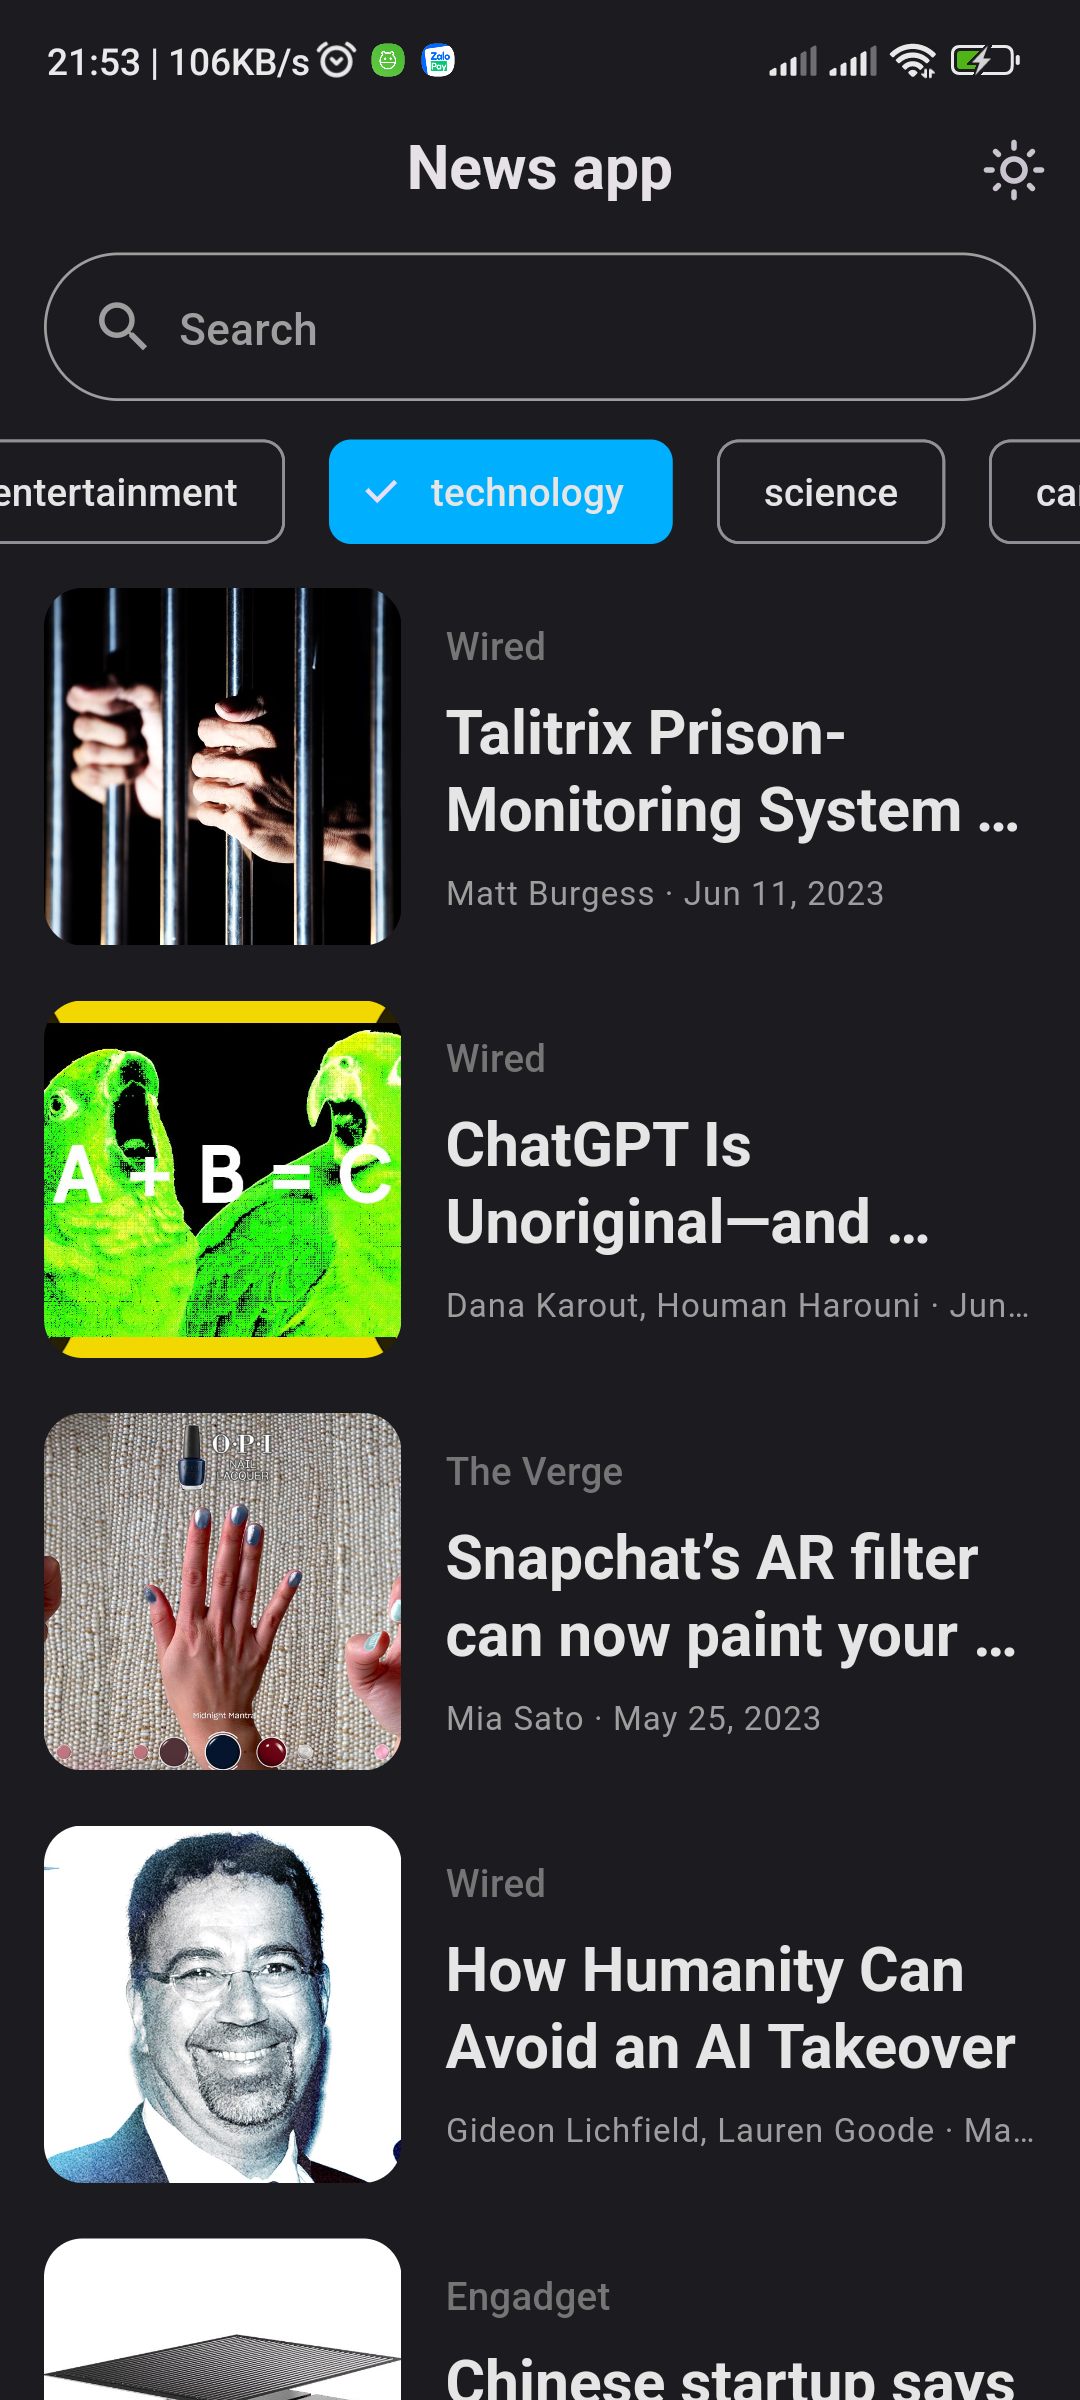 21:53 | 106KB/s
Zalo
Pay
News app
Search
entertainment
technology
science
Wired
Talitrix Prison-
Monitoring System …
Matt Burgess · Jun 11, 2023
A + B = C
Wired
ChatGPT Is
Unoriginal—and …
Dana Karout, Houman Harouni · Jun…
O·P·I
NAIL
LACQUER
Midnight Mantra
The Verge
Snapchat’s AR filter
can now paint your …
Mia Sato · May 25, 2023
Wired
How Humanity Can
Avoid an AI Takeover
Gideon Lichfield, Lauren Goode · Ma…
Engadget
Chinese startup says